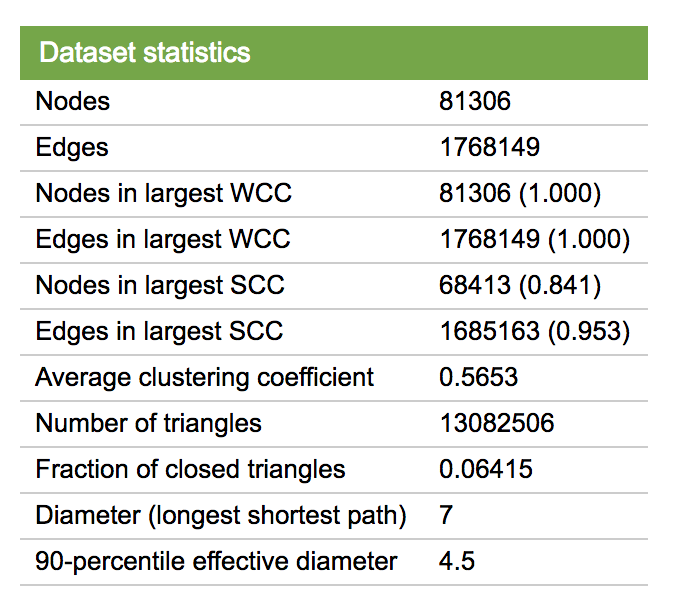 Dataset statistics
Nodes 81306
Edges 1768149
Nodes in largest WCC 81306 (1.000)
Edges in largest WCC 1768149 (1.000)
Nodes in largest SCC 68413 (0.841)
Edges in largest SCC 1685163 (0.953)
Average clustering coefficient 0.5653
Number of triangles 13082506
Fraction of closed triangles 0.06415
Diameter (longest shortest path) 7
90-percentile effective diameter 4.5